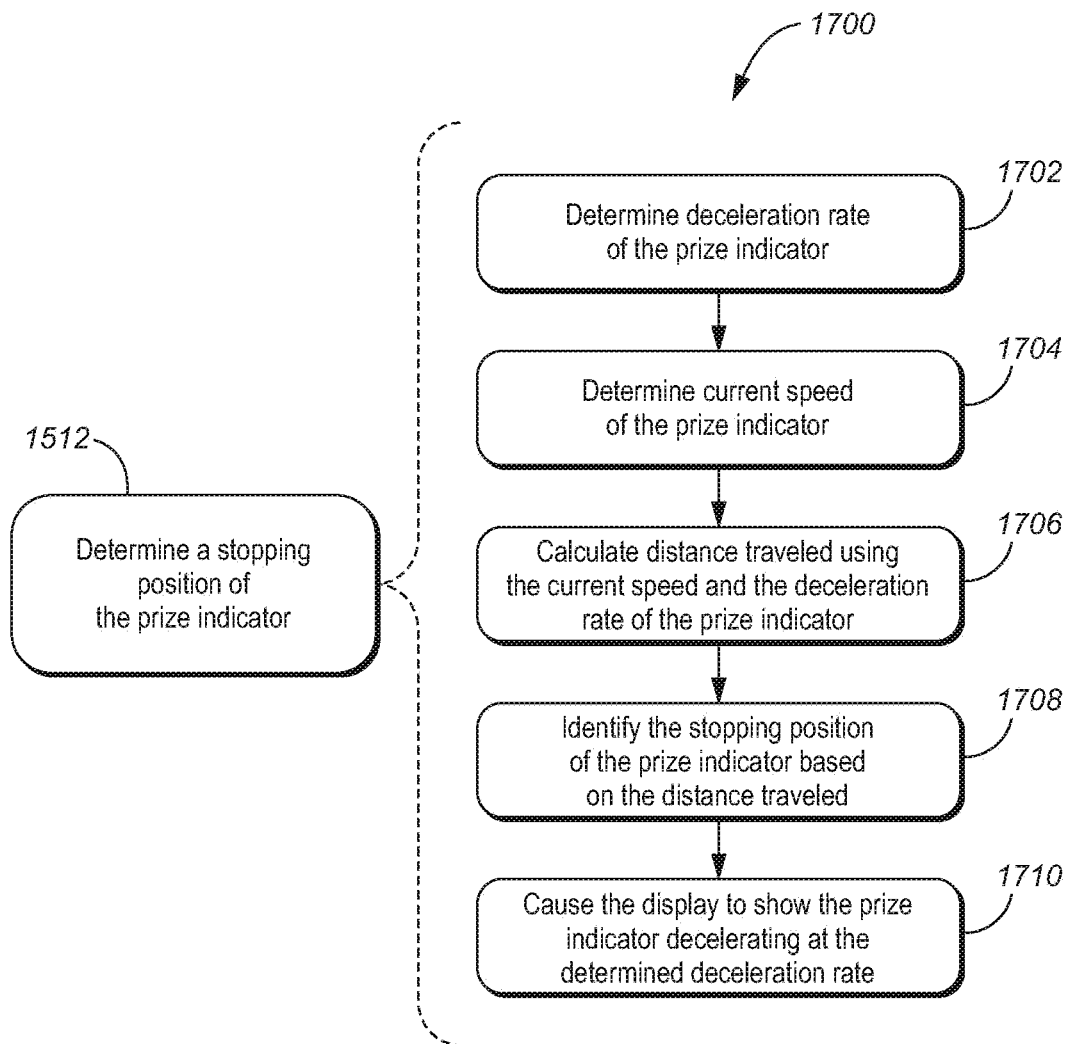 1700
1702
Determine deceleration rate
of the prize indicator
1704
Determine current speed
of the prize indicator
1512
Determine a stopping
position of
the prize indicator
1706
Calculate distance traveled using
the current speed and the deceleration
rate of the prize indicator
1708
Identify the stopping position
of the prize indicator based
on the distance traveled
1710
Cause the display to show the prize
indicator decelerating at the
determined deceleration rate